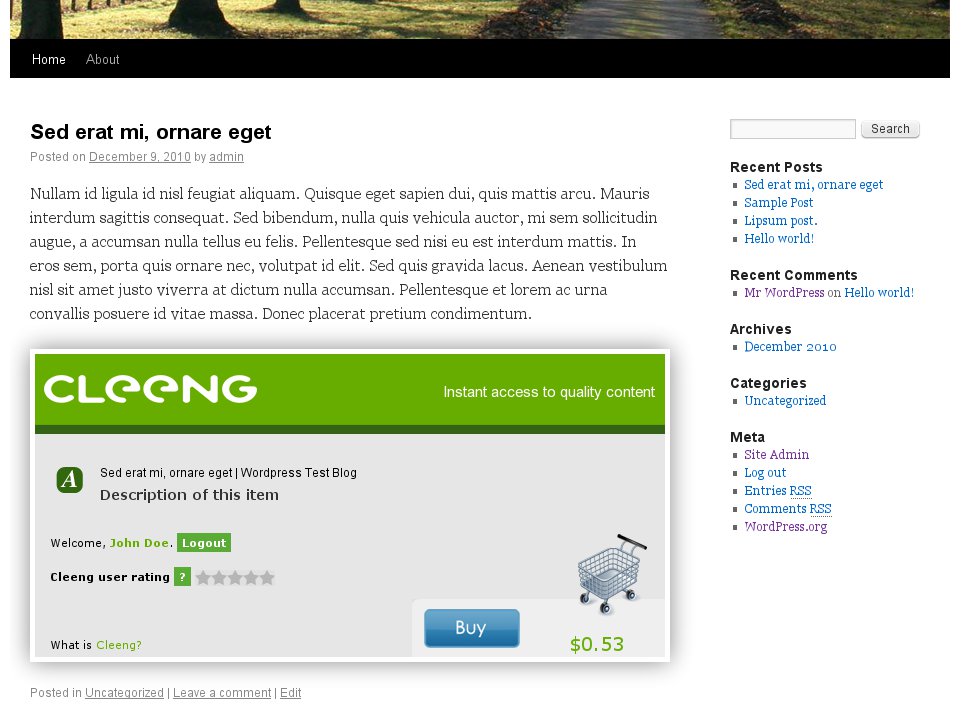 Home About
Sed erat mi, ornare eget
Posted on December 9, 2010 by admin
Nullam id ligula id nisl feugiat aliquam. Quisque eget sapien dui, quis mattis arcu. Mauris
interdum sagittis consequat. Sed bibendum, nulla quis vehicula auctor, mi sem sollicitudin
augue, a accumsan nulla tellus eu felis. Pellentesque sed nisi eu est interdum mattis. In
eros sem, porta quis ornare nec, volutpat id elit. Sed quis gravida lacus. Aenean vestibulum
nisl sit amet justo viverra at dictum nulla accumsan. Pellentesque et lorem ac urna
convallis posuere id vitae massa. Donec placerat pretium condimentum.
CLEENG
Instant access to quality content
A
Sed erat mi, ornare eget | Wordpress Test Blog
Description of this item
Welcome, John Doe. Logout
Cleeng user rating ?
What is Cleeng?
Buy
$0.53
Posted in Uncategorized | Leave a comment | Edit
Search
Recent Posts
Sed erat mi, ornare eget
Sample Post
Lipsum post.
Hello world!
Recent Comments
Mr WordPress on Hello world!
Archives
December 2010
Categories
Uncategorized
Meta
Site Admin
Log out
Entries RSS
Comments RSS
WordPress.org